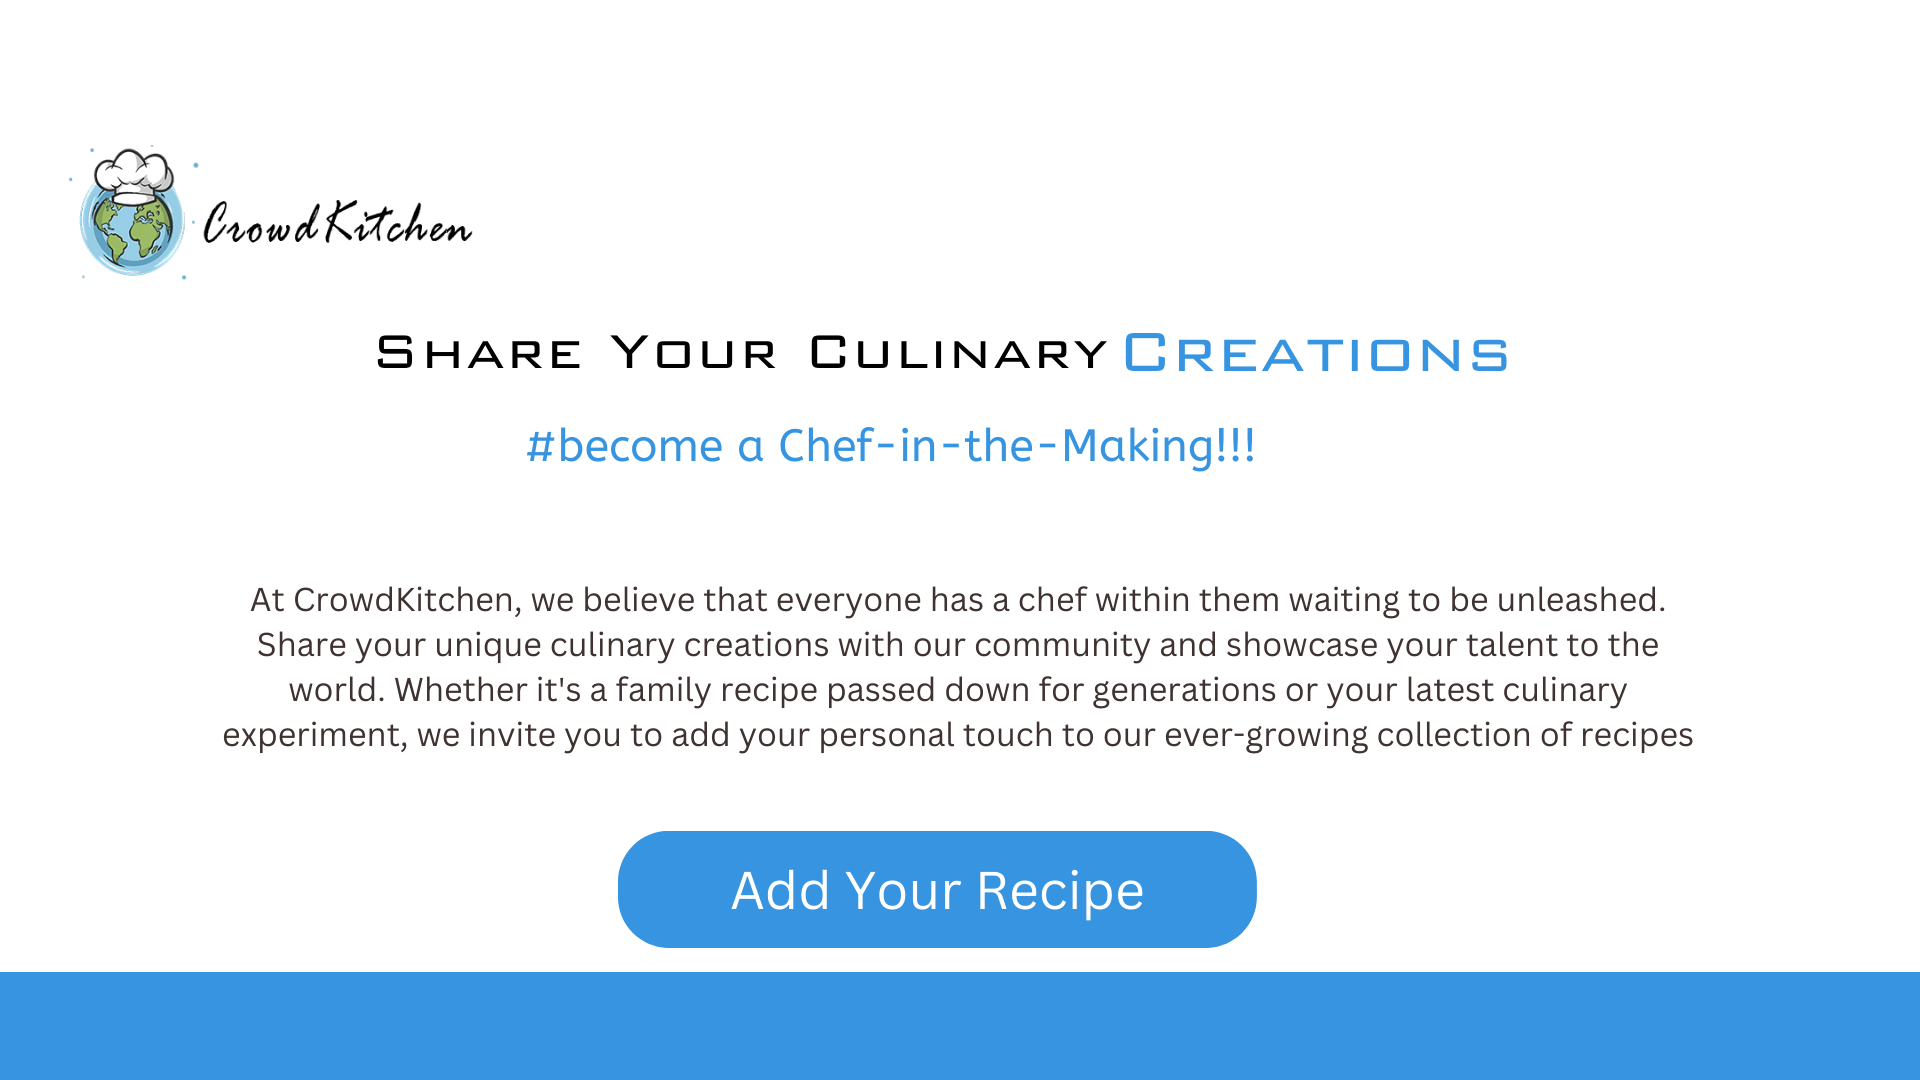 CrowdKitchen
Share Your Culinary Creations
#become a Chef-in-the-Making!!!
At CrowdKitchen, we believe that everyone has a chef within them waiting to be unleashed.
Share your unique culinary creations with our community and showcase your talent to the
world. Whether it's a family recipe passed down for generations or your latest culinary
experiment, we invite you to add your personal touch to our ever-growing collection of recipes
Add Your Recipe